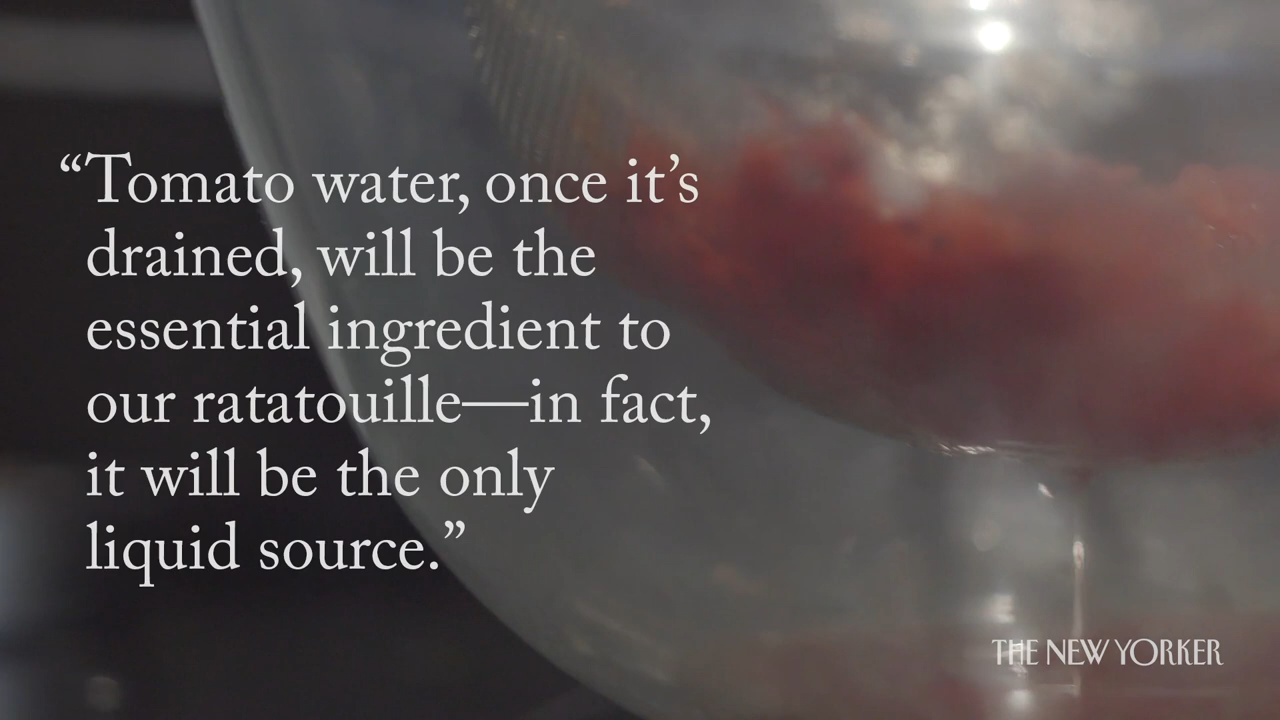 “Tomato water, once it’s
drained, will be the
essential ingredient to
our ratatouille—in fact,
it will be the only
liquid source.”
THE NEW YORKER